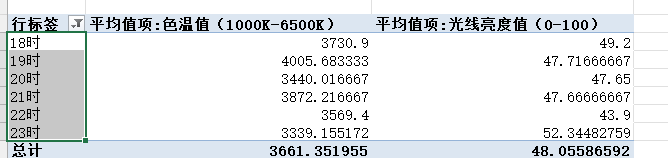 行标签 平均值项:色温值（1000K-6500K） 平均值项:光线亮度值（0-100）
18时 3730.9 49.2
19时 4005.683333 47.71666667
20时 3440.016667 47.65
21时 3872.216667 47.66666667
22时 3569.4 43.9
23时 3339.155172 52.34482759
总计 3661.351955 48.05586592